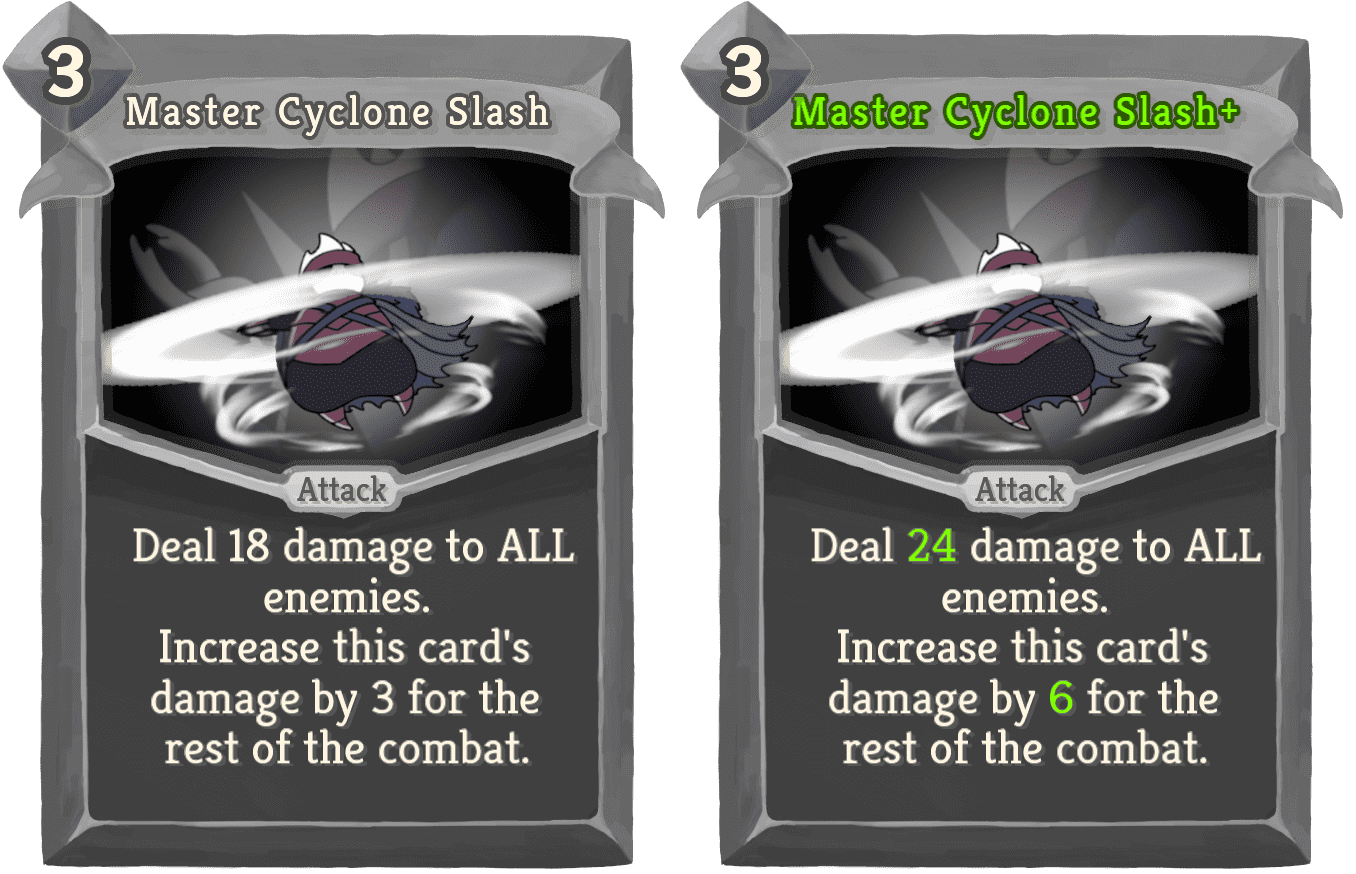 3
Master Cyclone Slash
Attack
Deal 18 damage to ALL
enemies.
Increase this card's
damage by 3 for the
rest of the combat.
3
Master Cyclone Slash+
Attack
Deal 24 damage to ALL
enemies.
Increase this card's
damage by 6 for the
rest of the combat.